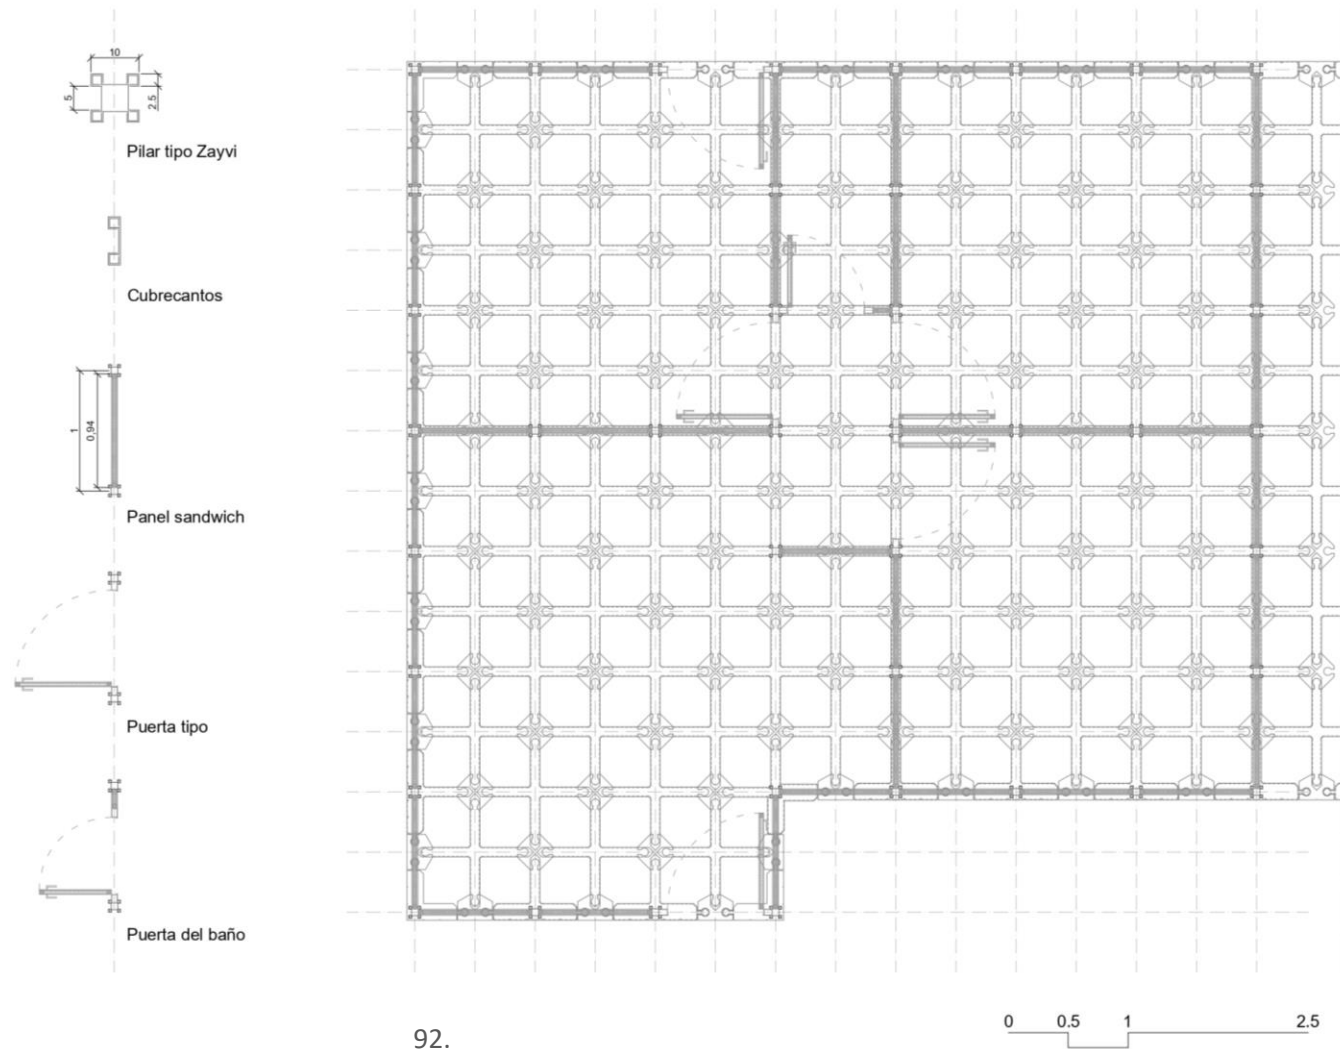 10
5
2.5
Pilar tipo Zayvi
Cubrecantos
1
0,94
Panel sandwich
Puerta tipo
Puerta del baño
92.
0 0.5 1 2.5